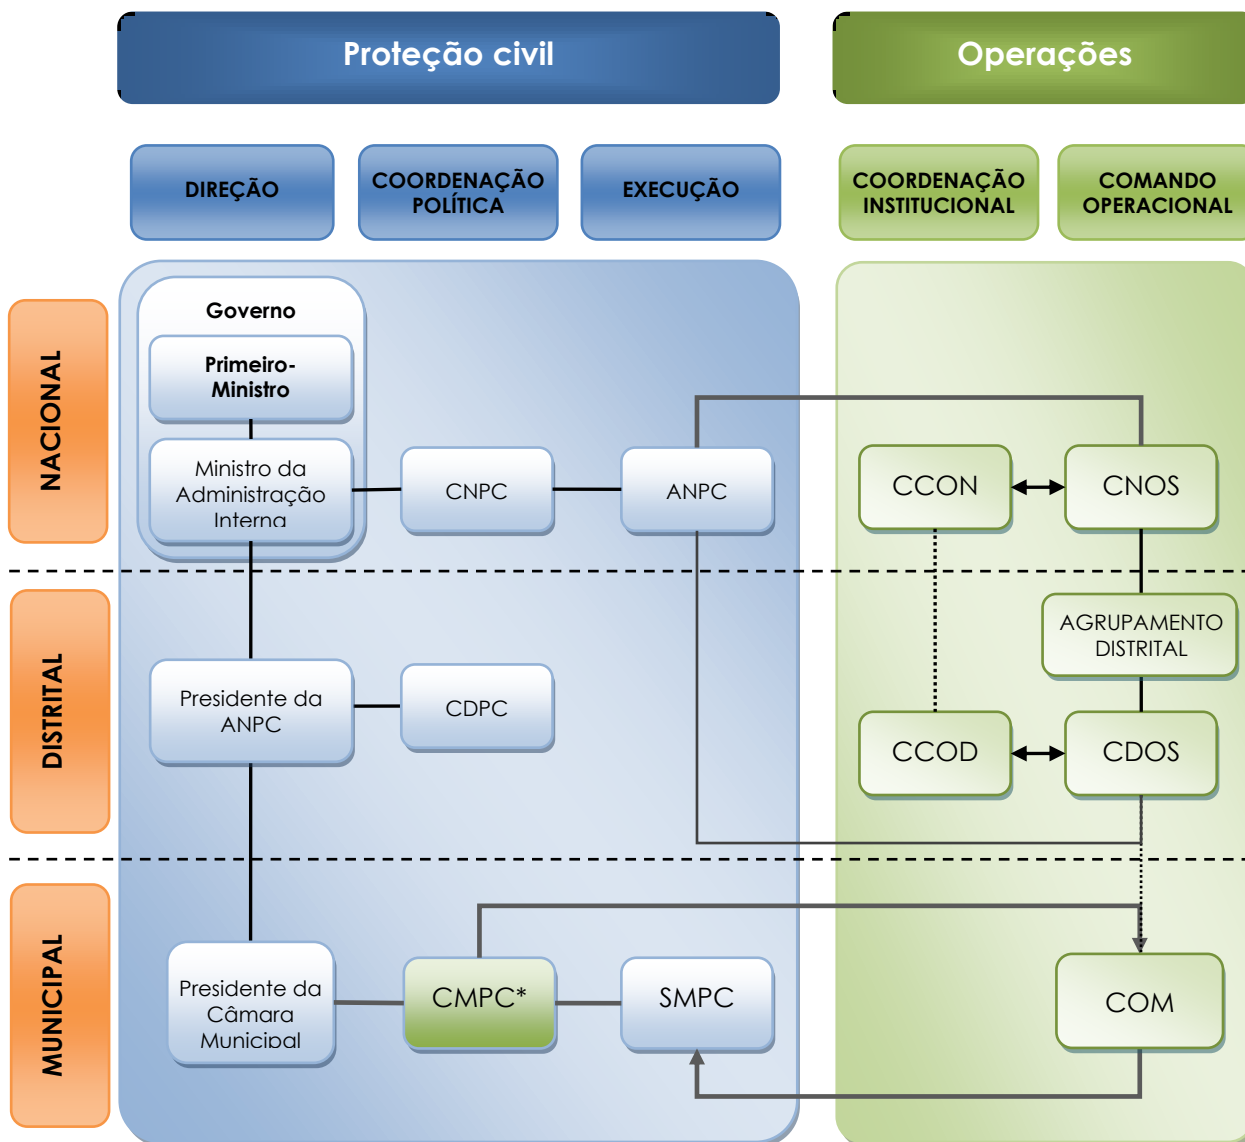 Proteção civil
Operações
DIREÇÃO
COORDENAÇÃO
POLÍTICA
EXECUÇÃO
COORDENAÇÃO
INSTITUCIONAL
COMANDO
OPERACIONAL
NACIONAL
Governo
Primeiro-
Ministro
Ministro da
Administração
Interna
CNPC
ANPC
CCON
CNOS
DISTRITAL
AGRUPAMENTO
DISTRITAL
Presidente da
ANPC
CDPC
CCOD
CDOS
MUNICIPAL
Presidente da
Câmara
Municipal
CMPC*
SMPC
COM